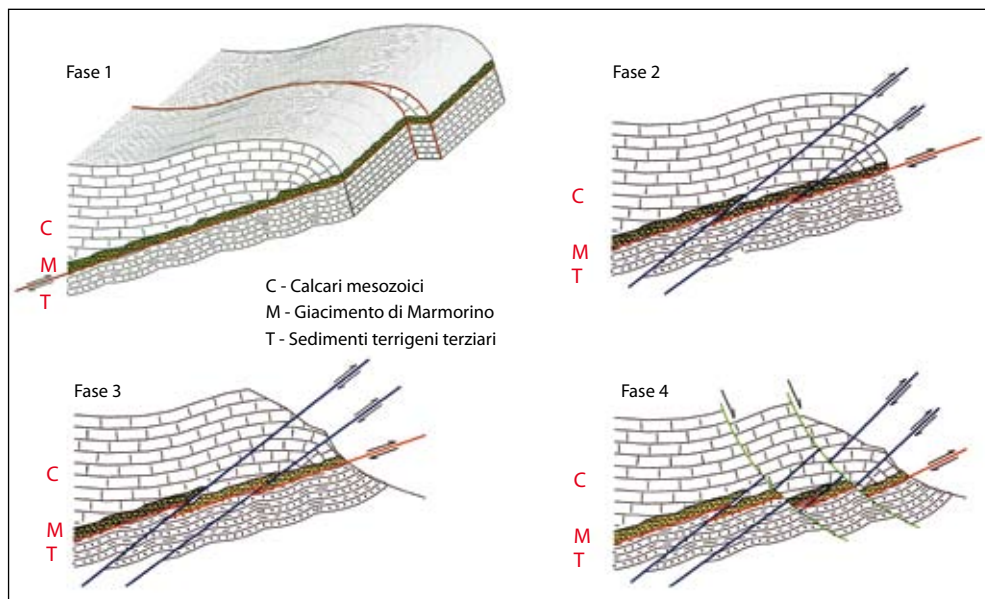 Fase 1
C
M
T
C - Calcari mesozoici
M - Giacimento di Marmorino
T - Sedimenti terrigeni terziari
Fase 2
C
M
T
Fase 3
C
M
T
Fase 4
C
M
T